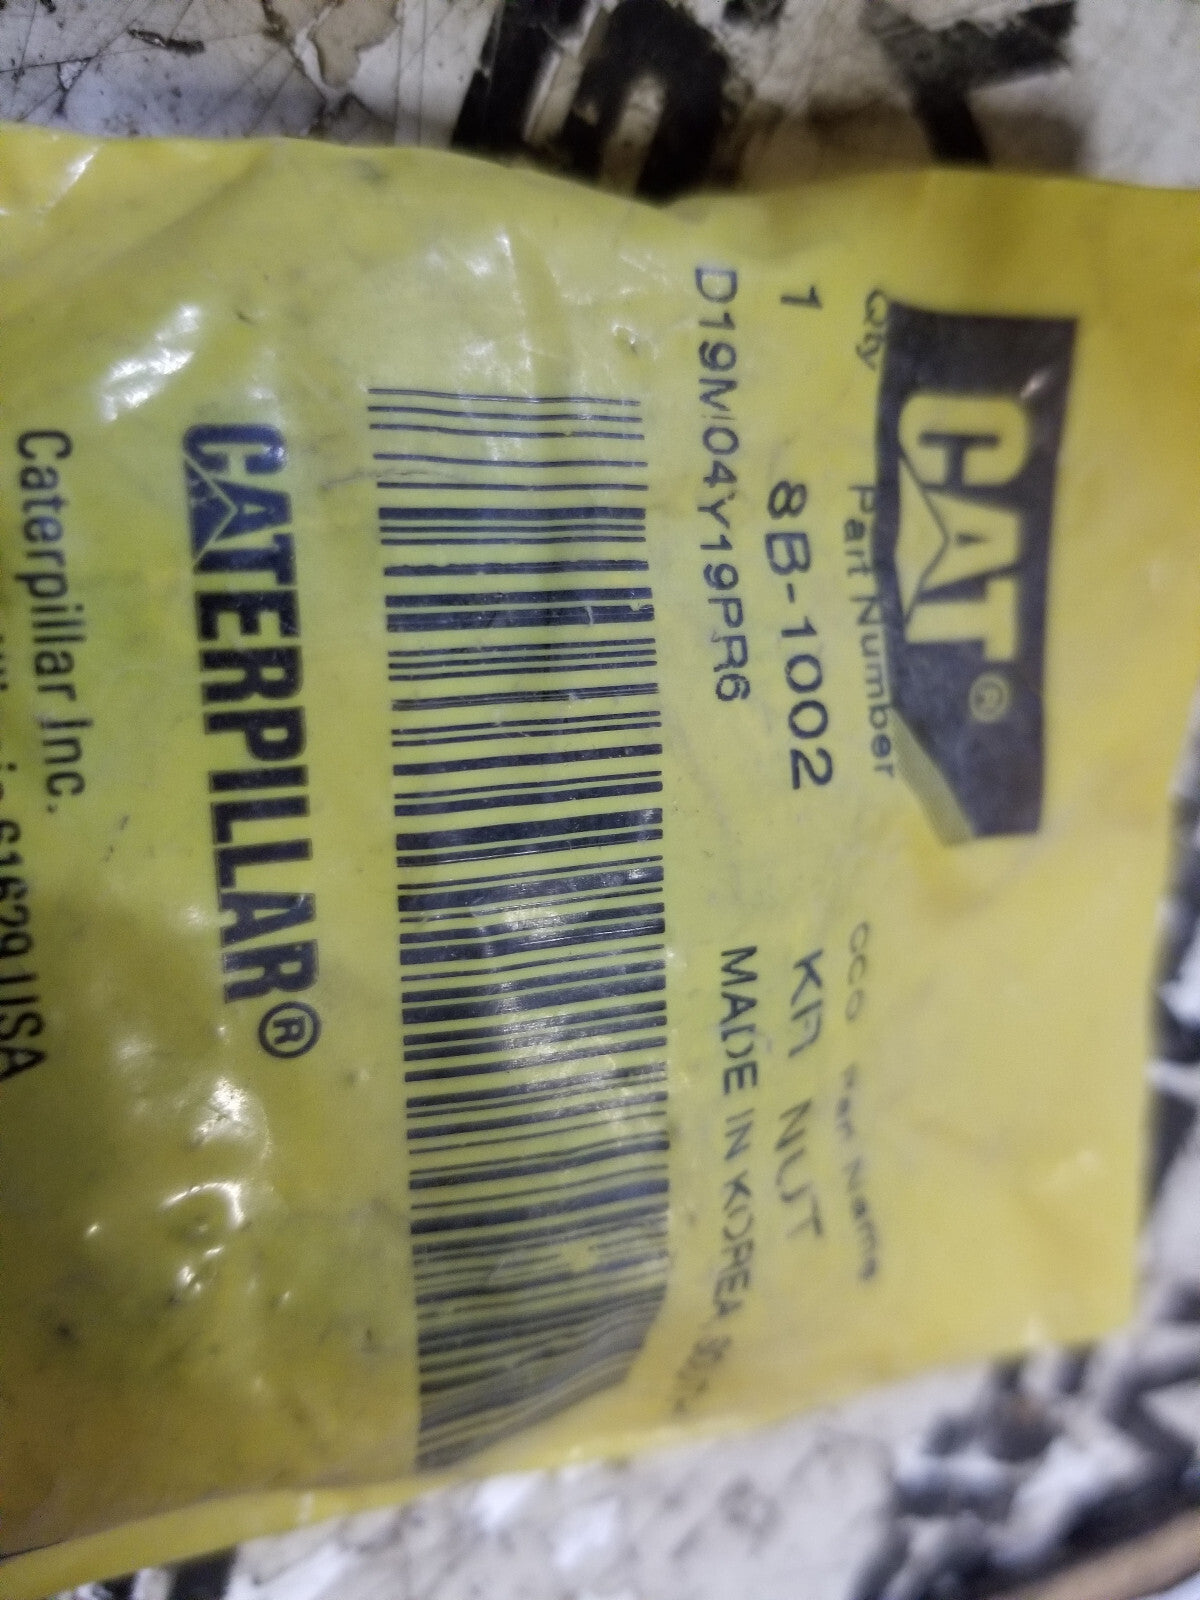 CAT®
Qty Part Number CCO Part Name
1 8B-1002 KM NUT
D19M04Y19PR6 MADE IN KOREA
CATERPILLAR®
Caterpillar Inc.
61629 USA